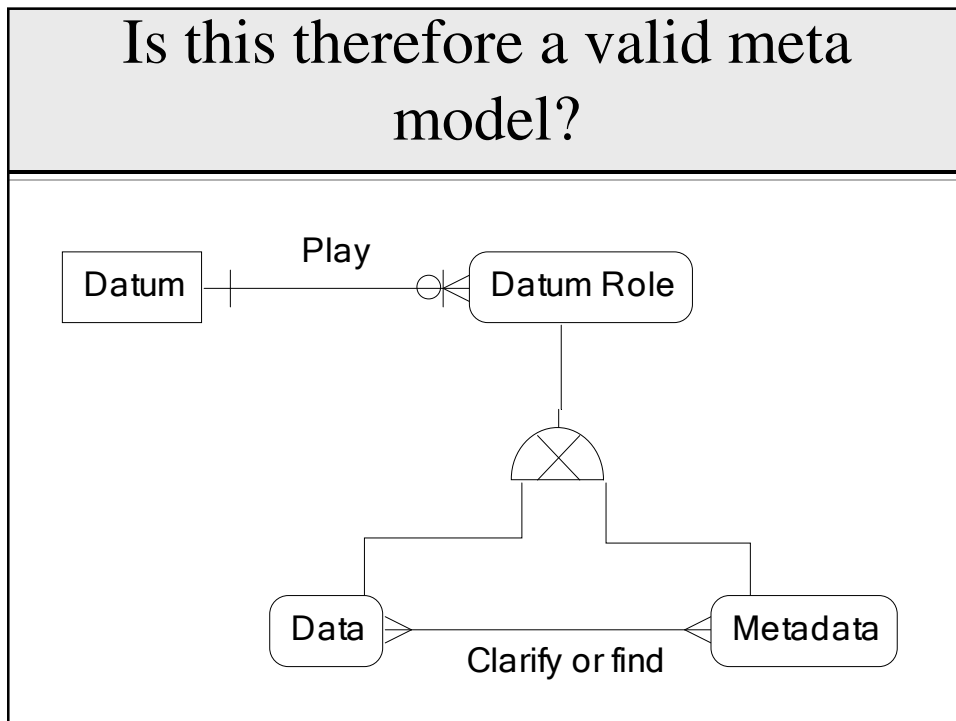 Is this therefore a valid meta
model?
Play
Datum
Datum Role
Data
Metadata
Clarify or find